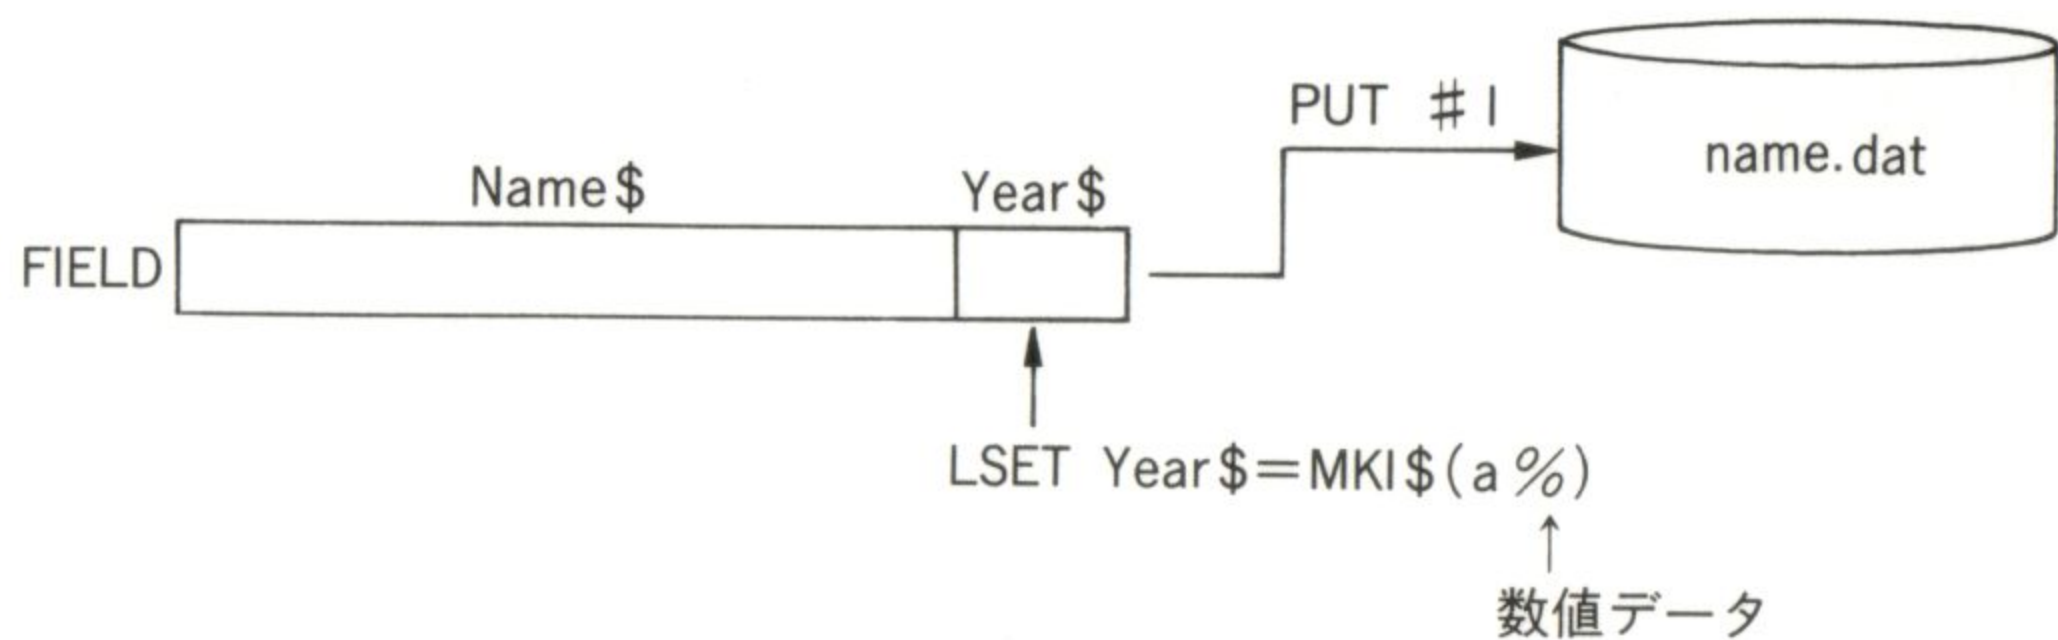 PUT #1
name.dat
Name$ Year$
FIELD
LSET Year$=MKI$(a%)
数値データ